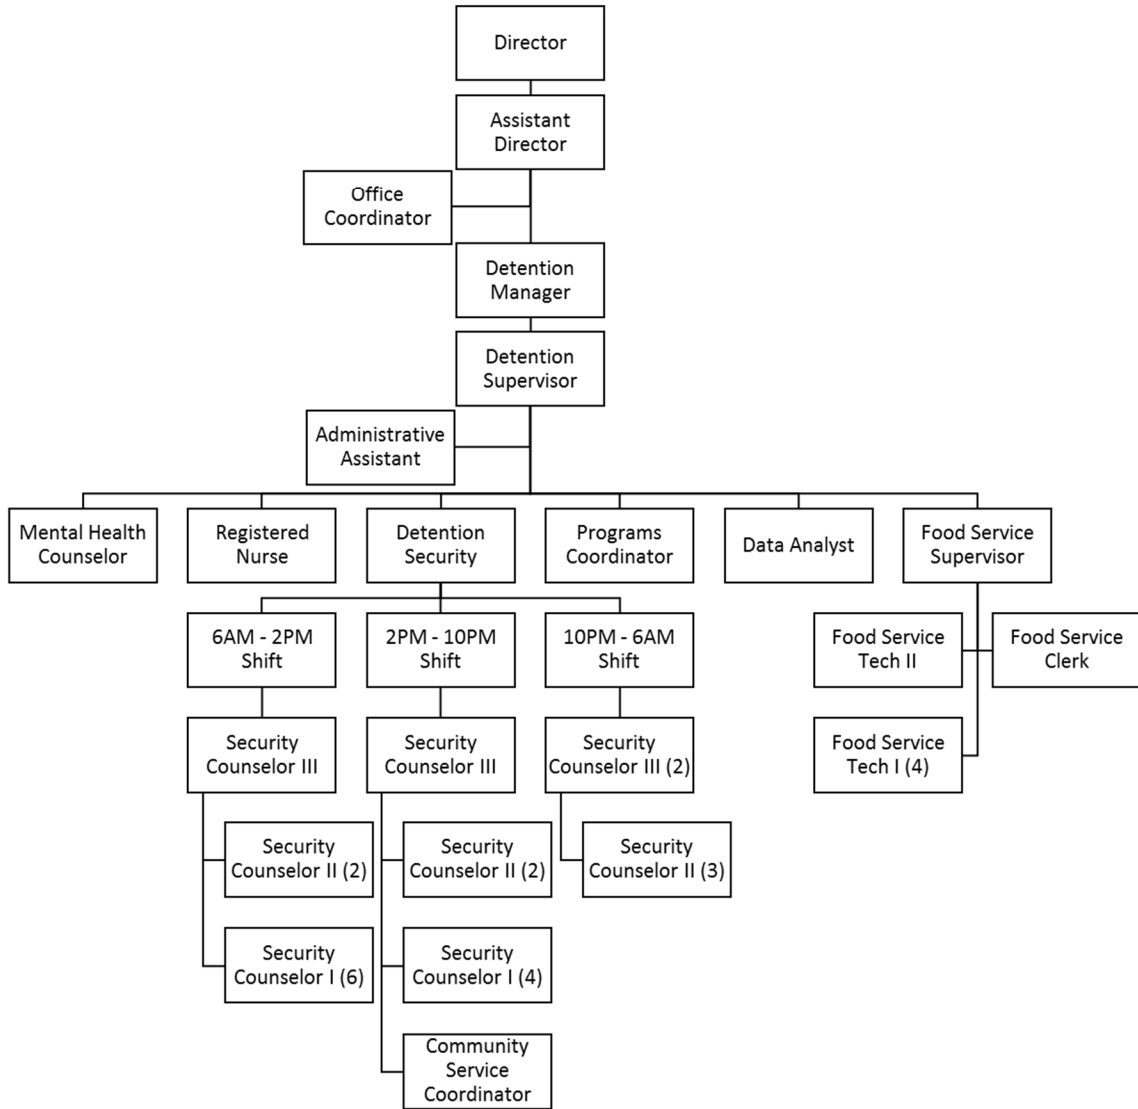 Director
Assistant
Director
Office
Coordinator
Detention
Manager
Detention
Supervisor
Administrative
Assistant
Mental Health
Counselor
Registered
Nurse
Detention
Security
Programs
Coordinator
Data Analyst
Food Service
Supervisor
6AM - 2PM
Shift
2PM - 10PM
Shift
10PM - 6AM
Shift
Food Service
Tech II
Food Service
Clerk
Security
Counselor III
Security
Counselor III
Security
Counselor III (2)
Food Service
Tech I (4)
Security
Counselor II (2)
Security
Counselor II (2)
Security
Counselor II (3)
Security
Counselor I (6)
Security
Counselor I (4)
Community
Service
Coordinator